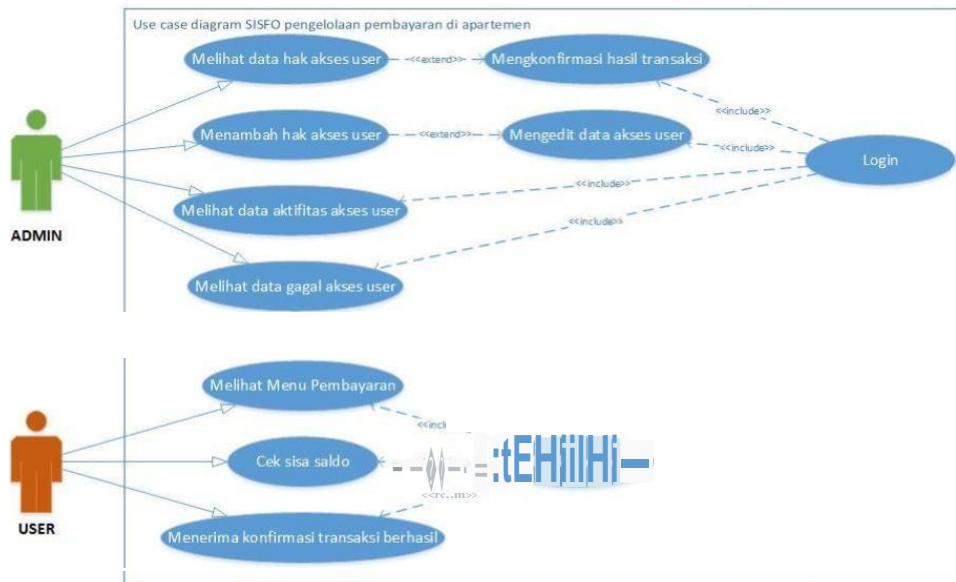 Use case diagram SISFO pengelolaan pembayaran di apartemen
Melihat data hak akses user
<<extend>>
Mengkonfirmasi hasil transaksi
<<include>>
Menambah hak akses user
<<extend>>
Mengedit data akses user
<<include>>
Login
ADMIN
Melihat data aktifitas akses user
<<include>>
<<include>>
Melihat data gagal akses user
Melihat Menu Pembayaran
Cek sisa saldo
USER
Menerima konfirmasi transaksi berhasil